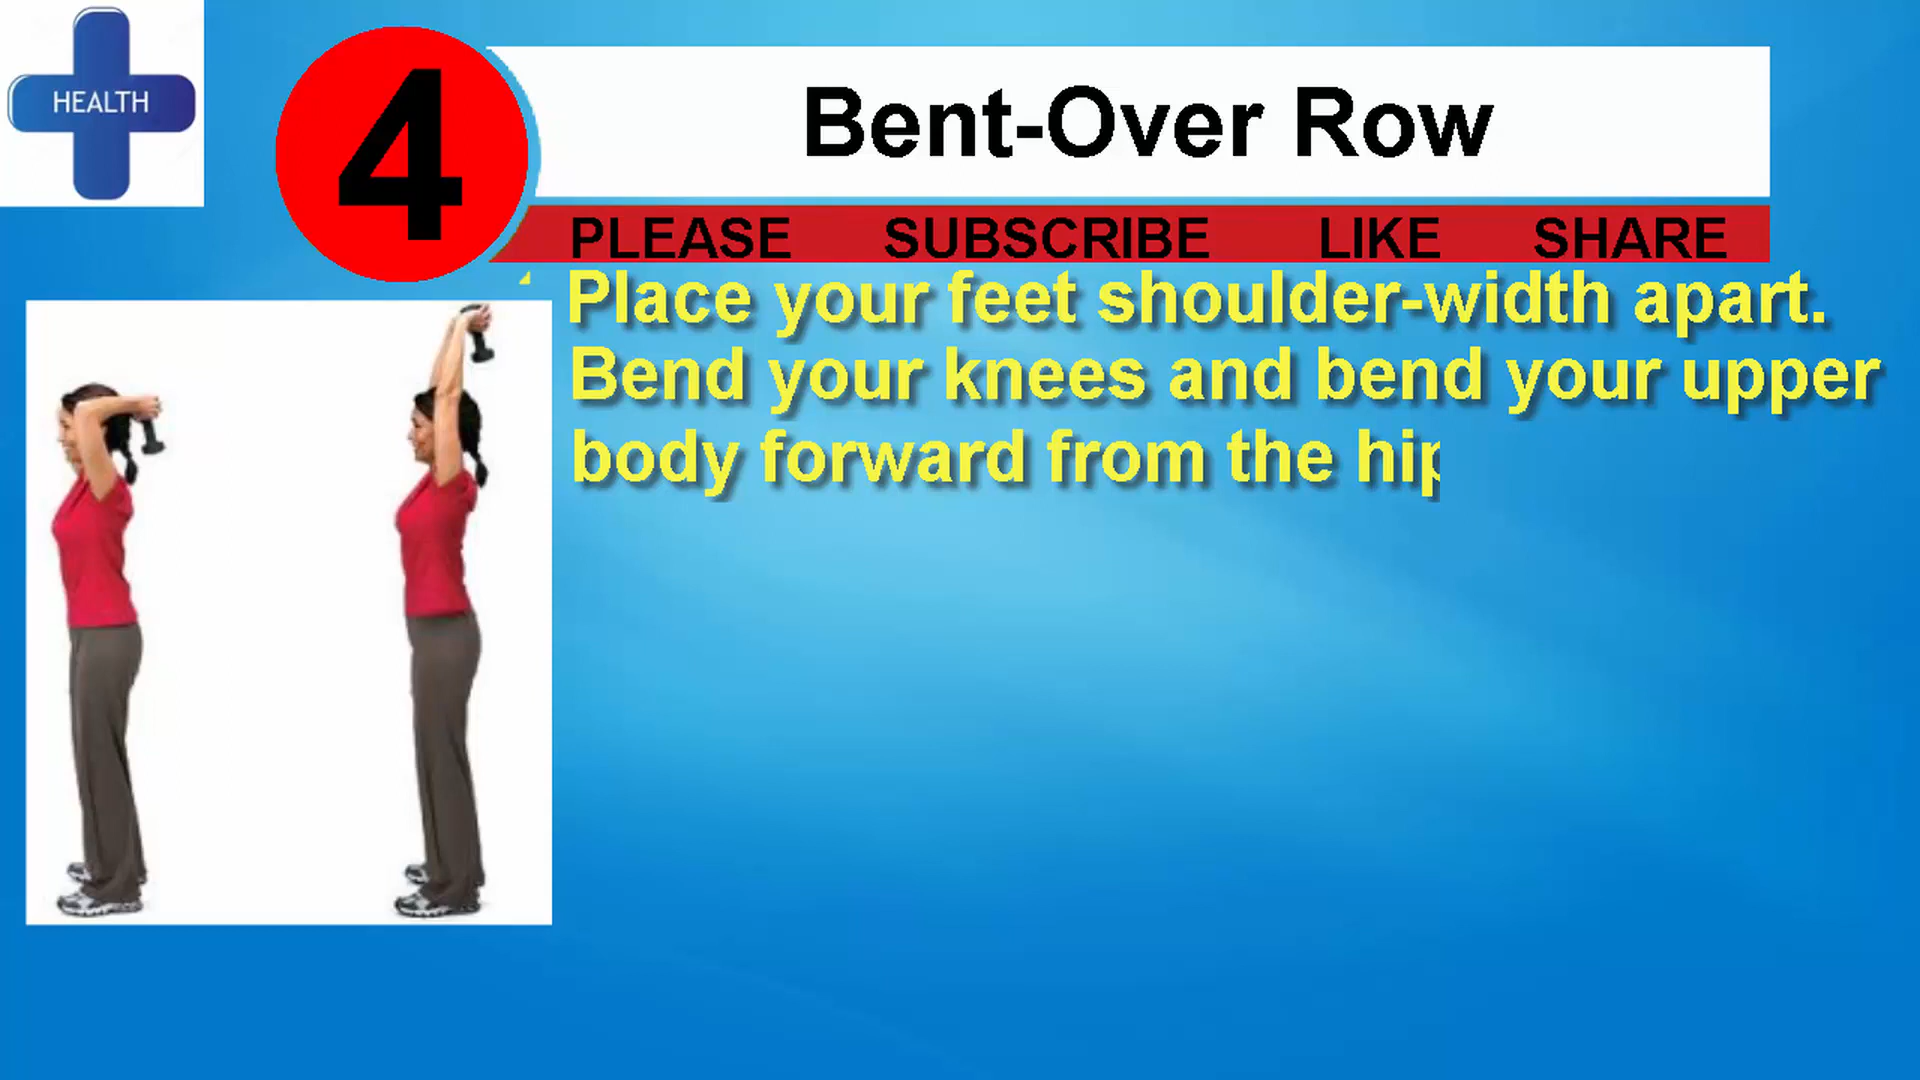 HEALTH
4
Bent-Over Row
PLEASE SUBSCRIBE LIKE SHARE
Place your feet shoulder-width apart.
Bend your knees and bend your upper
body forward from the hip